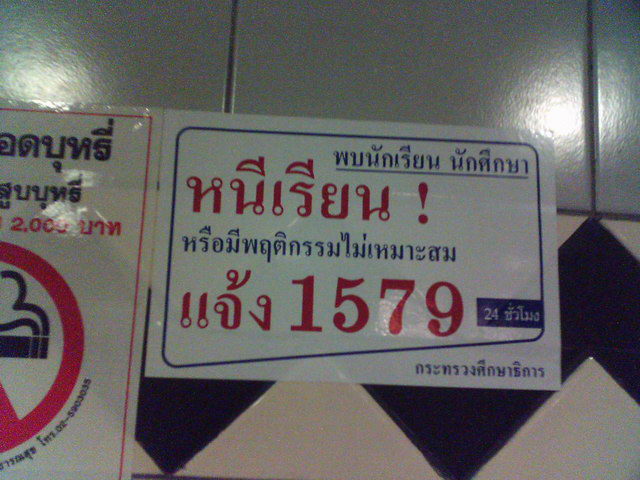 สูบบุหรี่
2.000 บาท
โทร.02-5903035
พบนักเรียน นักศึกษา
หนีเรียน !
หรือมีพฤติกรรมไม่เหมาะสม
แจ้ง 1579
24 ชั่วโมง
กระทรวงศึกษาธิการ